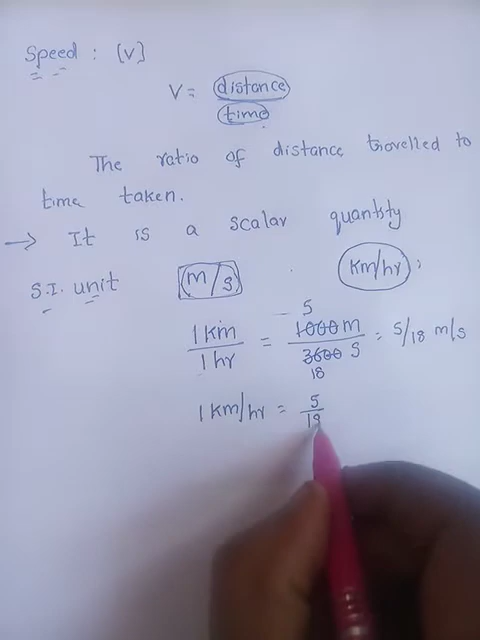 Speed : (v)
V = distance
time
The ratio of distance travelled to
time taken.
→ It is a scalar quantity
S.I. unit m/s km/hr :
5
1 km / 1 hr = 1000 m / 3600 s = 5/18 m/s
18
1 km/hr = 5/18